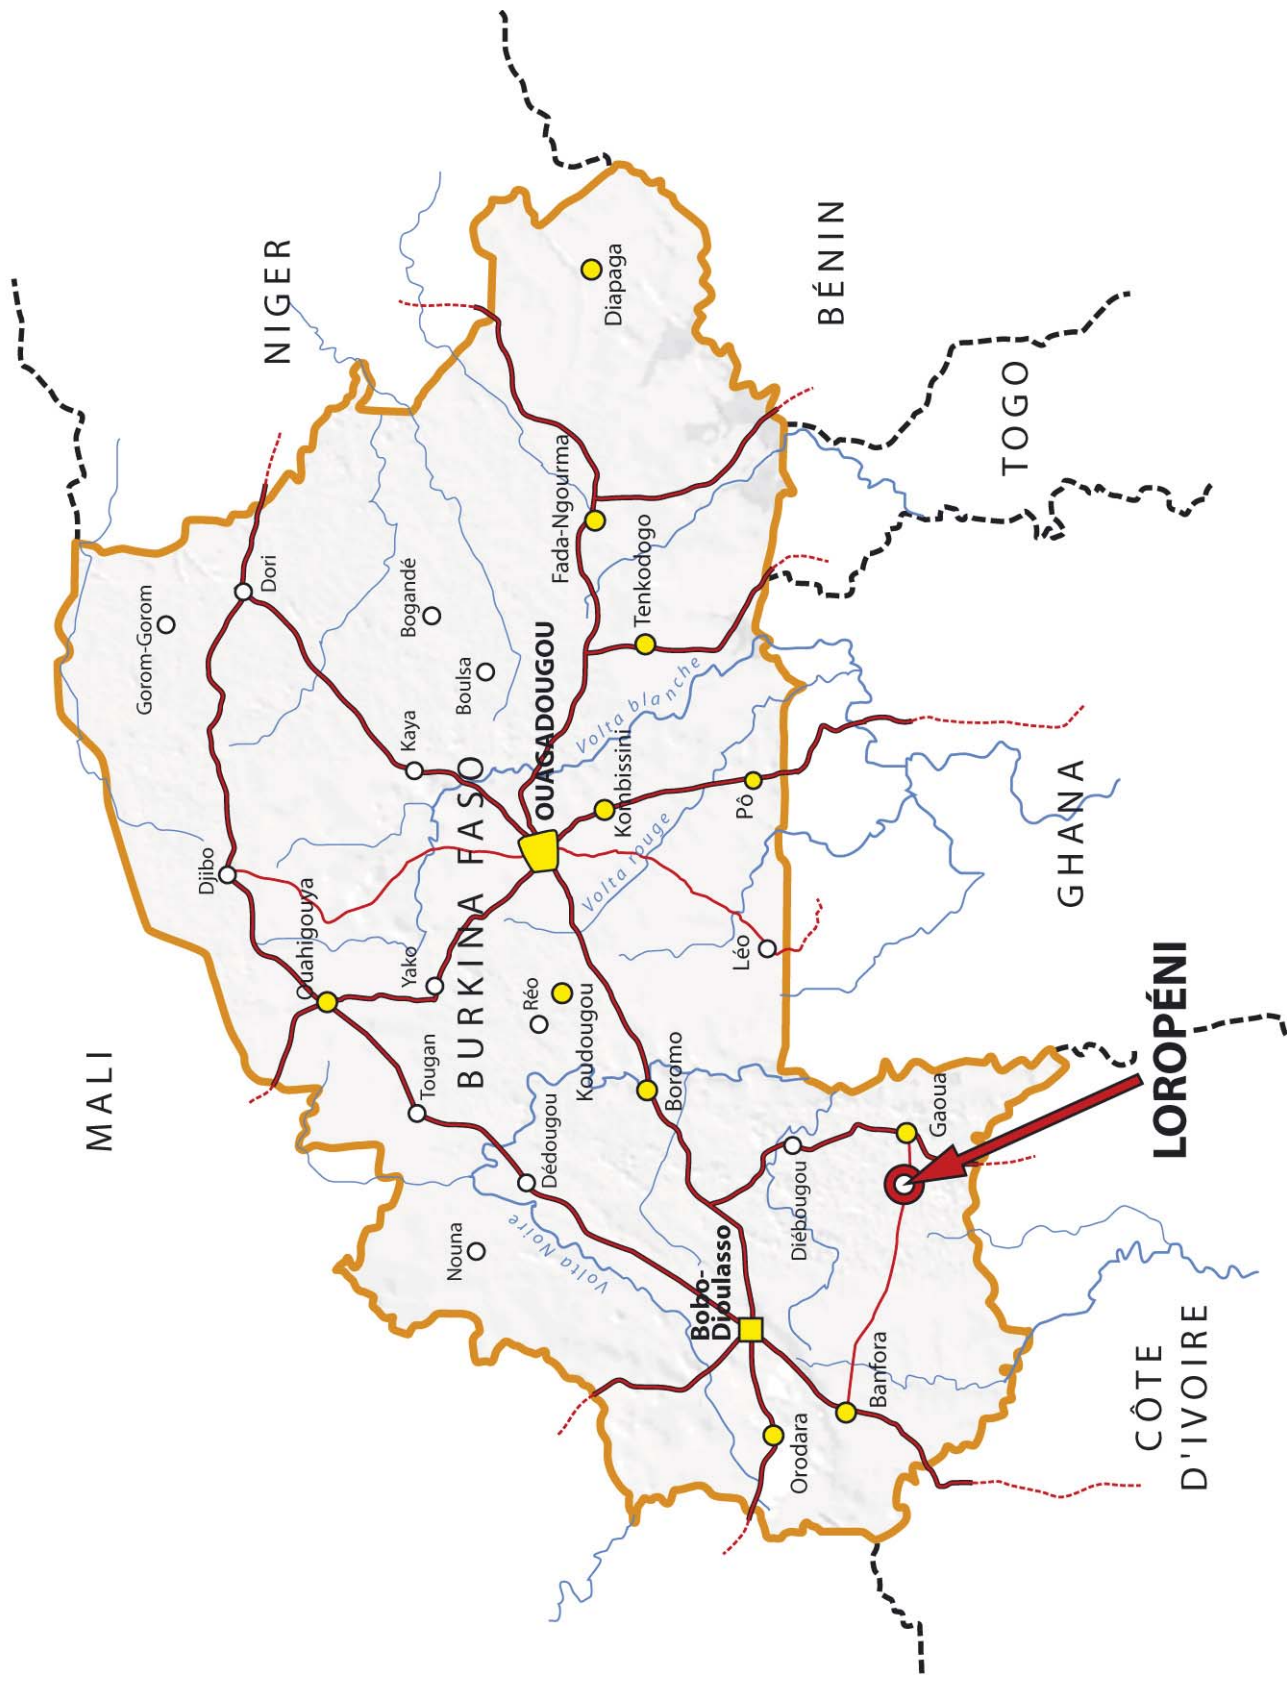 MALI
NIGER
BÉNIN
TOGO
GHANA
CÔTE
D'IVOIRE
BURKINA FASO
Gorom-Gorom
Dori
Djibo
Ouahigouya
Kaya
Bogandé
Boulsa
Yako
Tougan
Réo
Koudougou
Dédougou
Nouna
OUAGADOUGOU
Fada-Ngourma
Diapaga
Tenkodogo
Kombissini
Volta blanche
Volta rouge
Volta Noire
Pô
Léo
Boromo
Bobo-
Dioulasso
Diébougou
Gaoua
Orodara
Banfora
LOROPÉNI